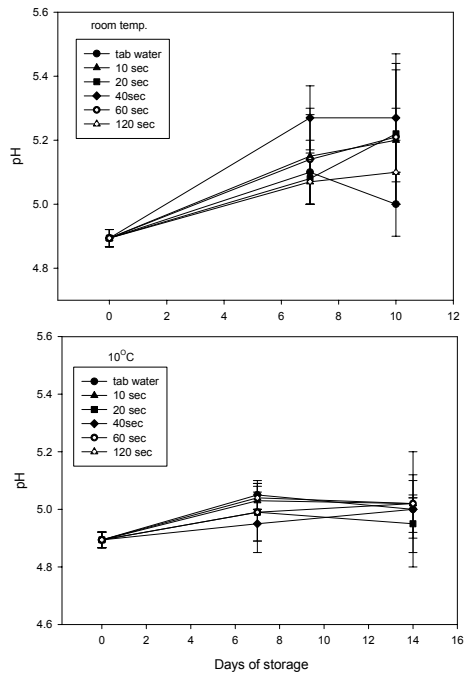 5.6
room temp.
tab water
10 sec
20 sec
40sec
60 sec
120 sec
5.4
5.2
5.0
4.8
pH
0 2 4 6 8 10 12
5.6
10°C
tab water
10 sec
20 sec
40sec
60 sec
120 sec
5.4
5.2
5.0
4.8
4.6
pH
0 2 4 6 8 10 12 14 16
Days of storage